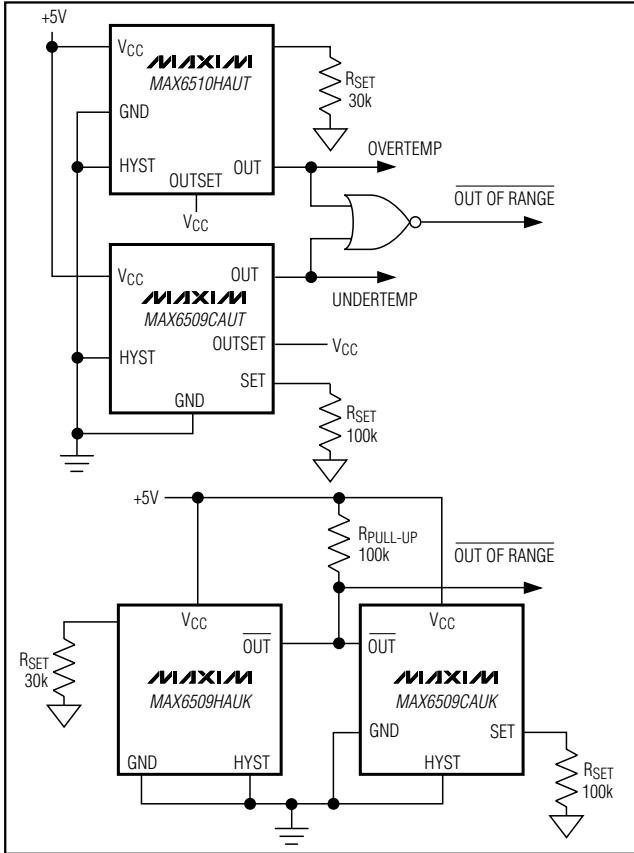 +5V
VCC
MAXIM
MAX6510HAUT
RSET
30k
GND
HYST
OUT
OVERTEMP
OUTSET
VCC
OUT OF RANGE
VCC
OUT
MAXIM
MAX6509CAUT
UNDERTEMP
OUTSET
VCC
HYST
SET
GND
RSET
100k
+5V
RPULL-UP
100k
OUT OF RANGE
VCC
VCC
RSET
30k
OUT
OUT
MAXIM
MAX6509HAUK
MAXIM
MAX6509CAUK
GND
SET
GND
HYST
HYST
RSET
100k